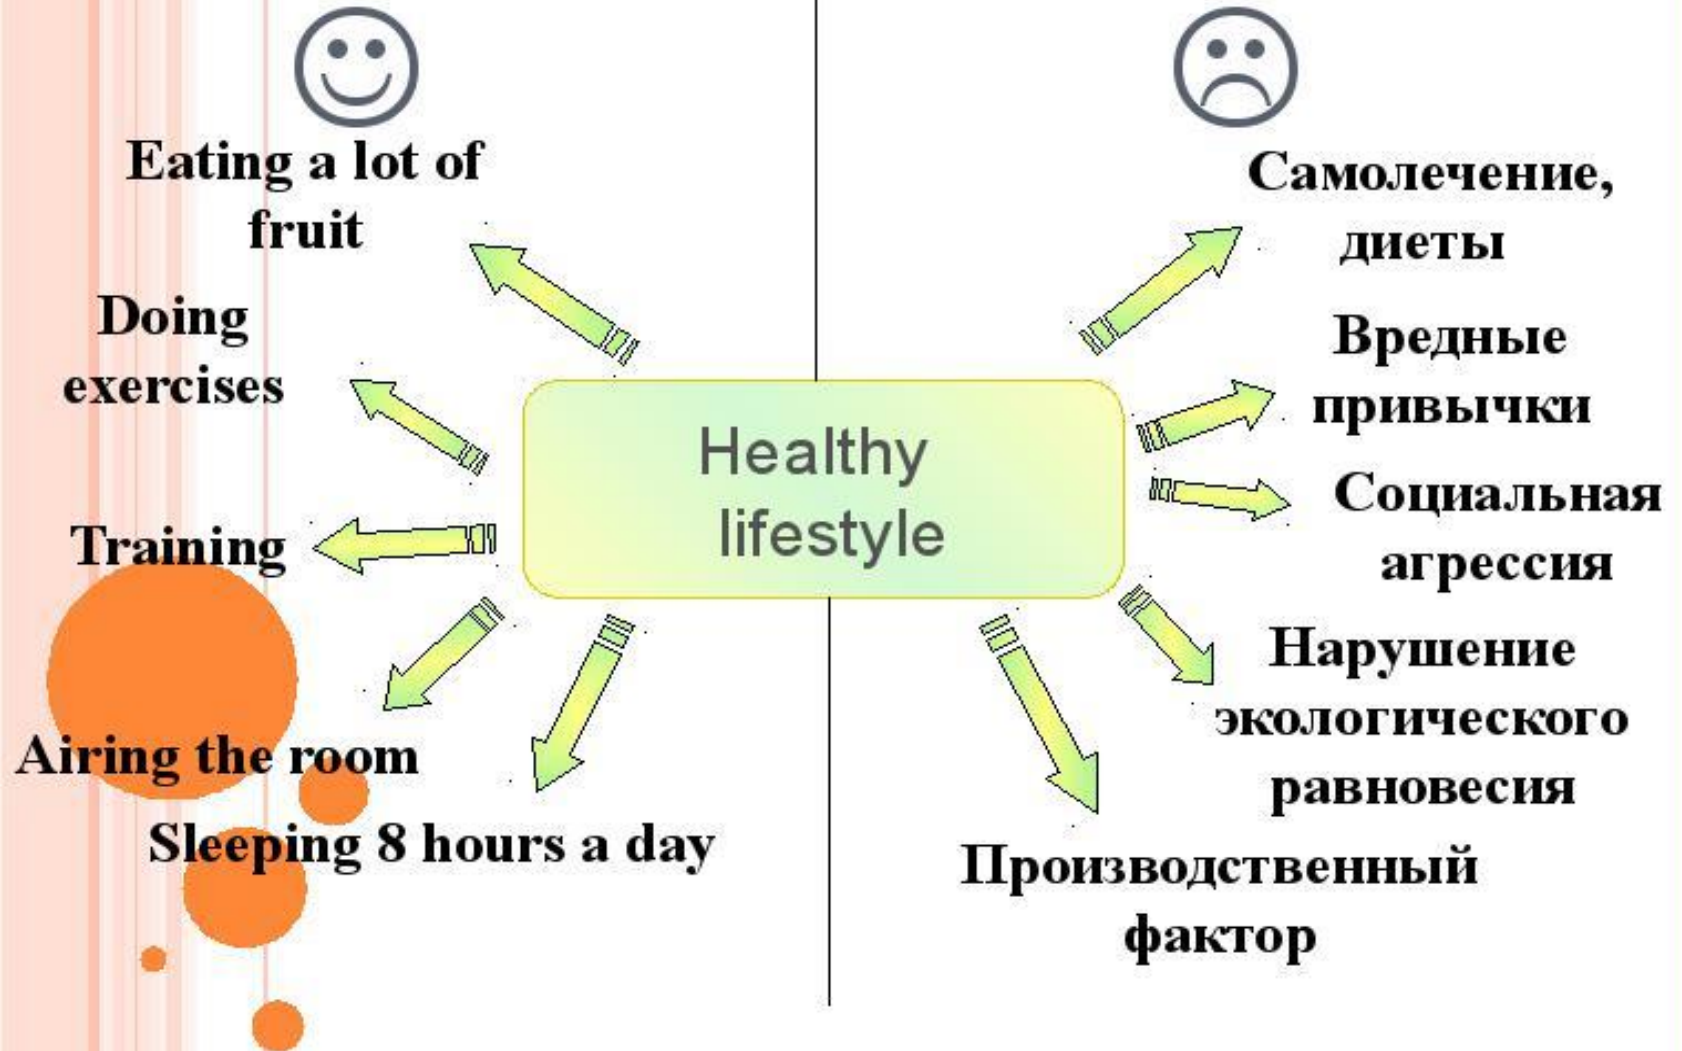 Eating a lot of
fruit
Doing
exercises
Training
Airing the room
Sleeping 8 hours a day
Healthy
lifestyle
Самолечение,
диеты
Вредные
привычки
Социальная
агрессия
Нарушение
экологического
равновесия
Производственный
фактор